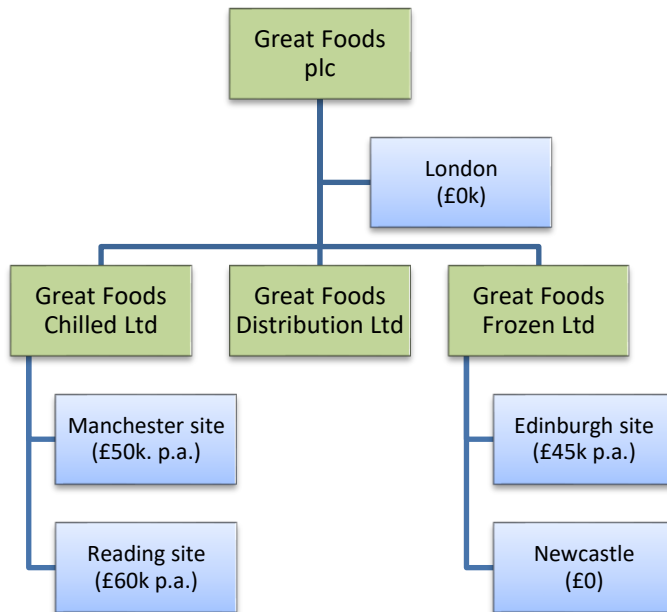 Great Foods
plc
London
(£0k)
Great Foods
Chilled Ltd
Great Foods
Distribution Ltd
Great Foods
Frozen Ltd
Manchester site
(£50k. p.a.)
Edinburgh site
(£45k p.a.)
Reading site
(£60k p.a.)
Newcastle
(£0)